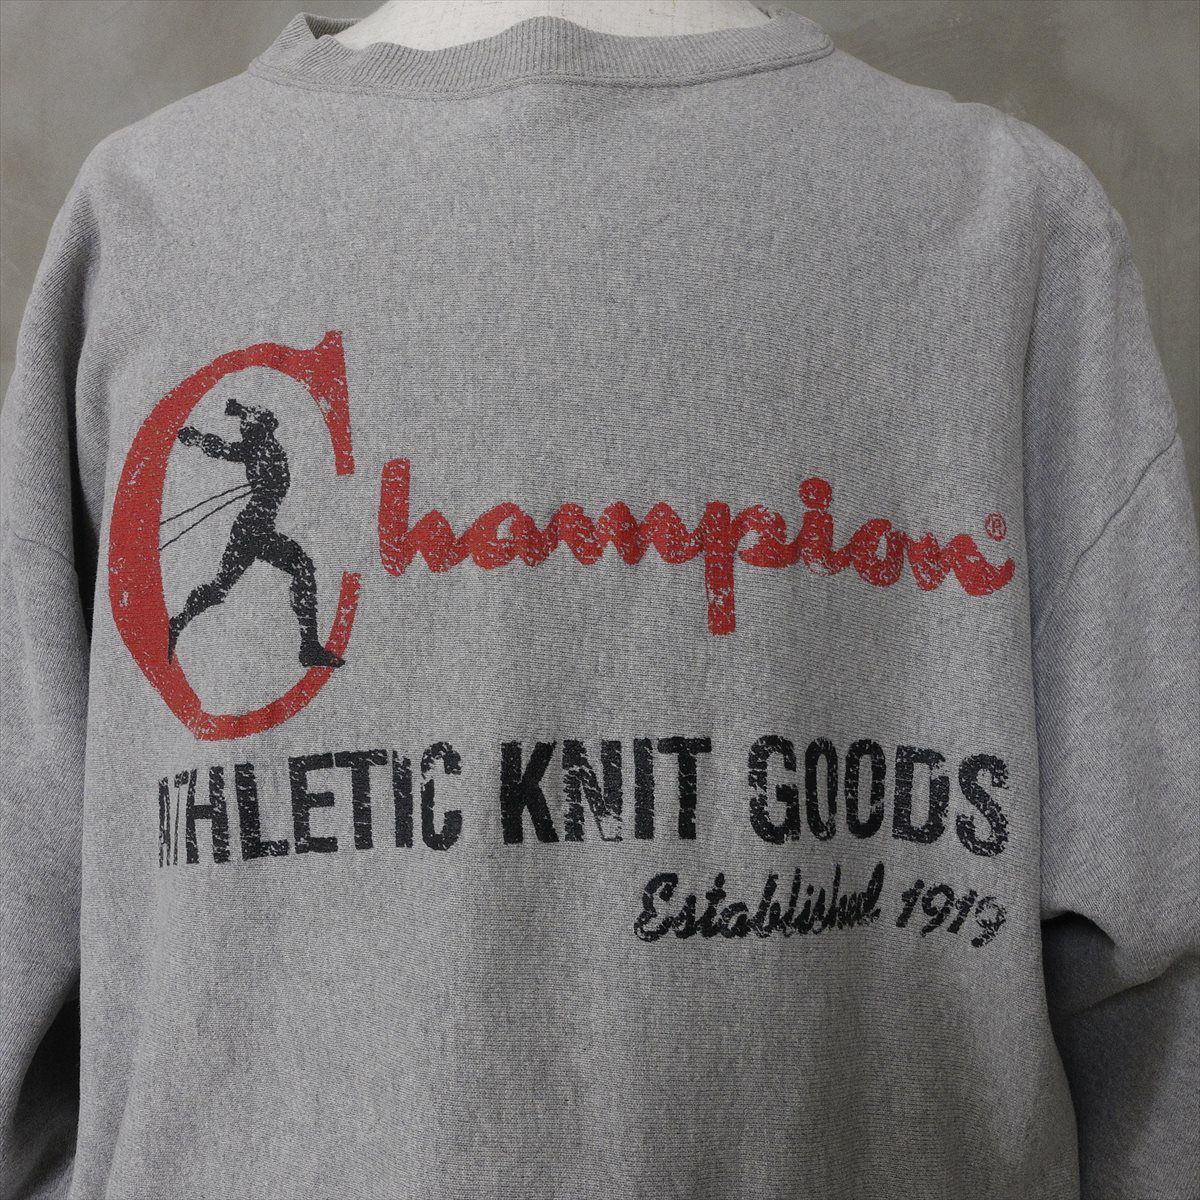 Champion®
ATHLETIC KNIT GOODS
Established 1919